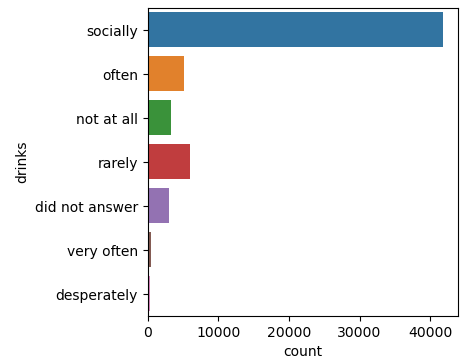 socially
often
not at all
rarely
did not answer
very often
desperately
drinks
0 10000 20000 30000 40000
count